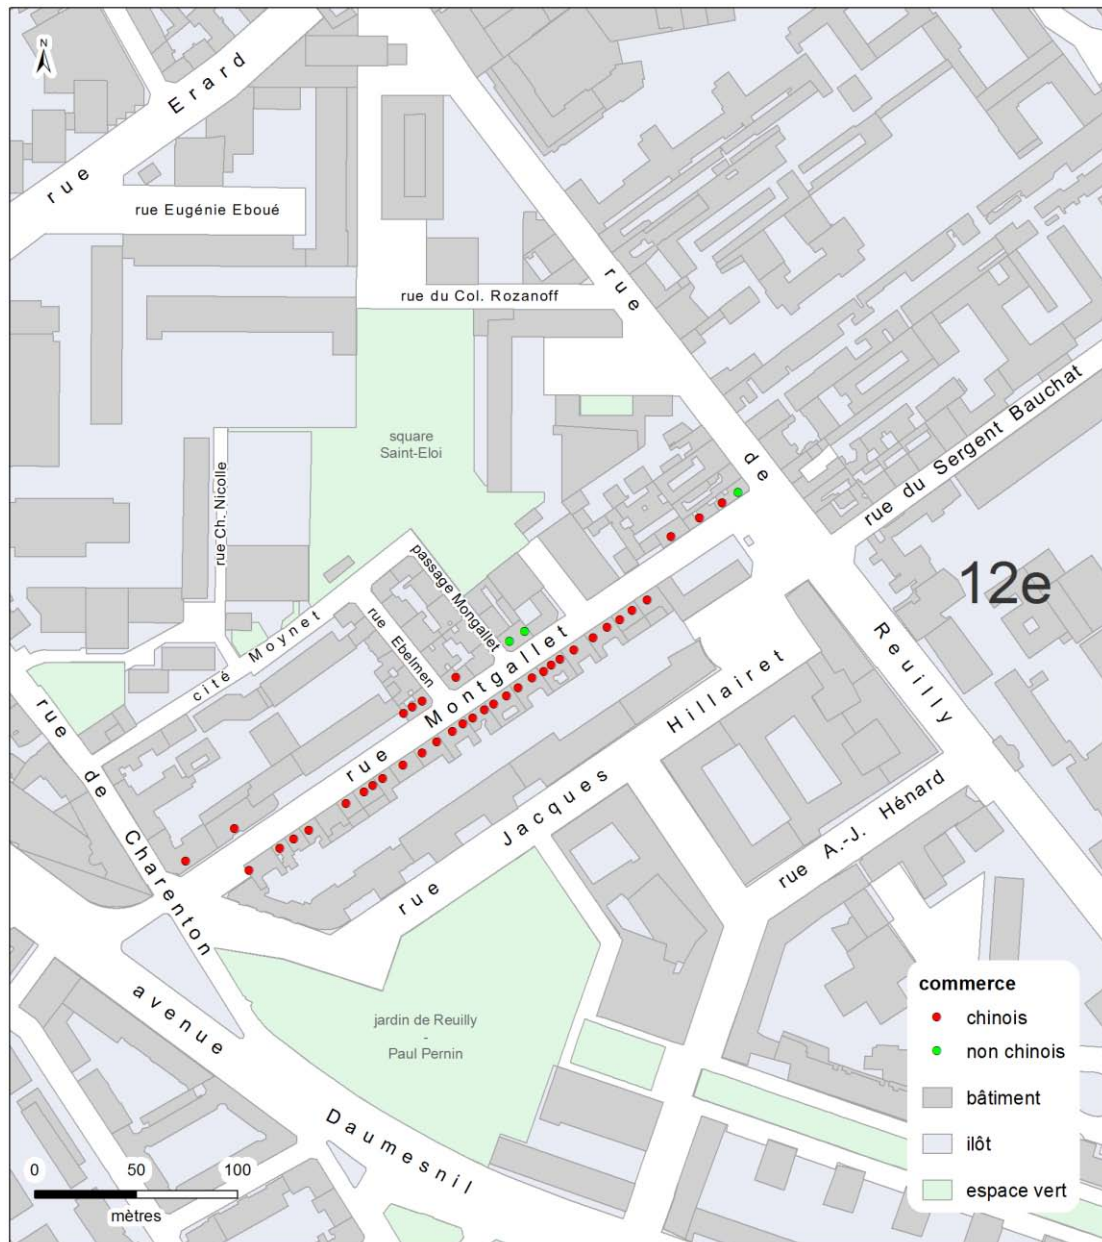 N
rue Erard
rue Eugénie Eboué
rue du Col. Rozanoff
rue de Reuilly
rue du Sergent Bauchat
square
Saint-Eloi
rue Ch. Nicolle
passage Mongallet
12e
cité Moynet
rue Ebelmen
rue Montgallet
rue Jacques Hillairet
rue de Charenton
rue A.-J. Hénard
avenue Daumesnil
jardin de Reuilly
-
Paul Pernin
commerce
chinois
non chinois
bâtiment
ilôt
espace vert
0 50 100
mètres